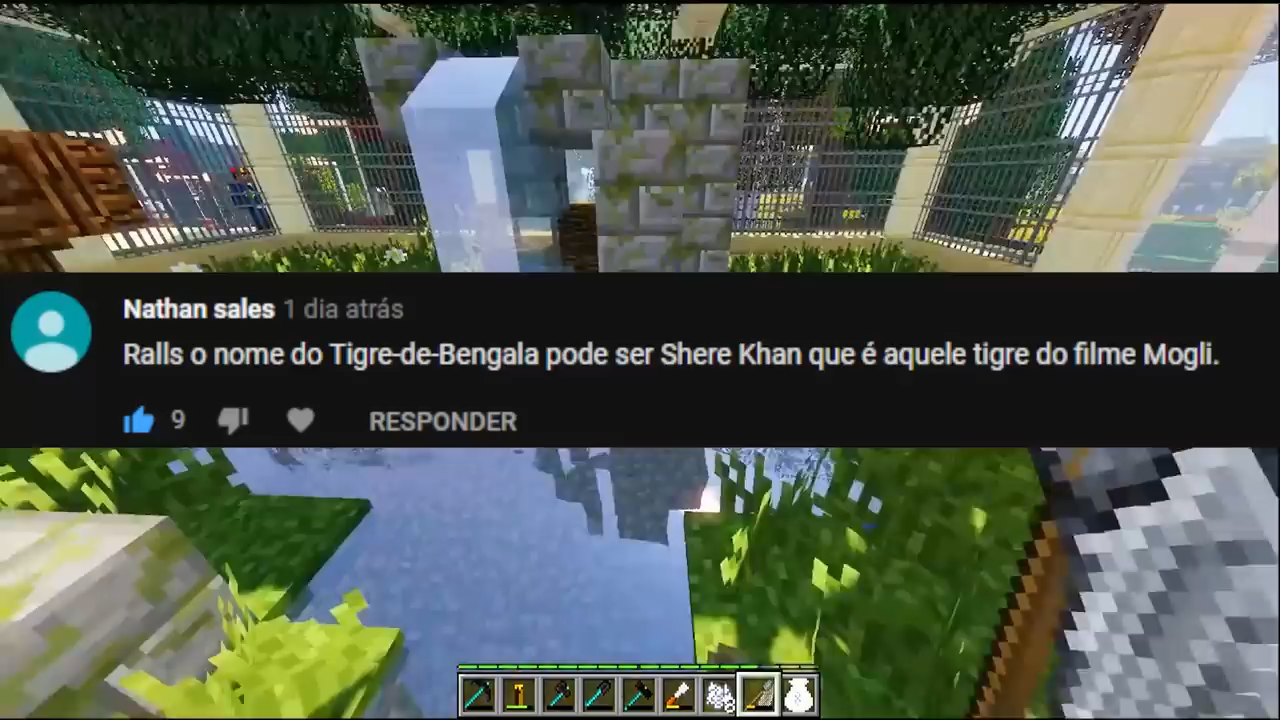 Nathan sales 1 dia atrás
Ralls o nome do Tigre-de-Bengala pode ser Shere Khan que é aquele tigre do filme Mogli.
9 RESPONDER